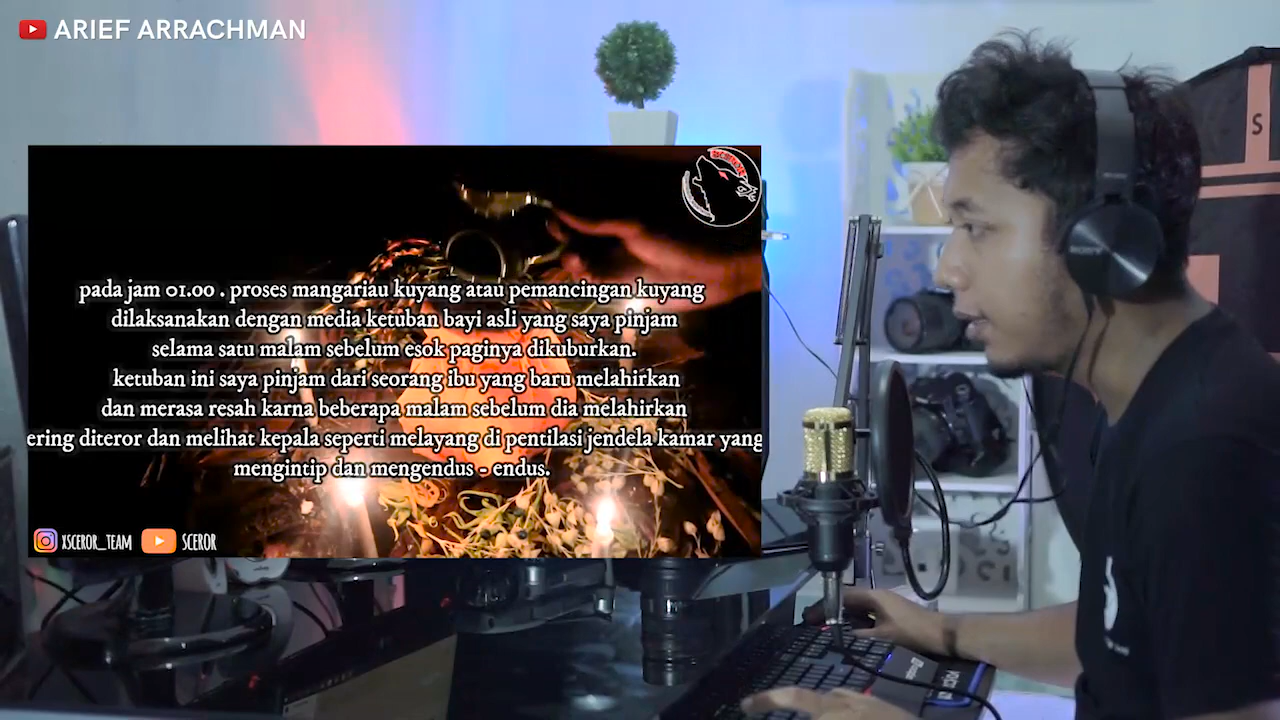 ARIEF ARRACHMAN
S
pada jam 01.00 . proses mangariau kuyang atau pemancingan kuyang
dilaksanakan dengan media ketuban bayi asli yang saya pinjam
selama satu malam sebelum esok paginya dikuburkan.
ketuban ini saya pinjam dari seorang ibu yang baru melahirkan
dan merasa resah karna beberapa malam sebelum dia melahirkan
ering diteror dan melihat kepala seperti melayang di pentilasi jendela kamar yang
mengintip dan mengendus - endus.
SONY
XSCEROR_TEAM SCEROR